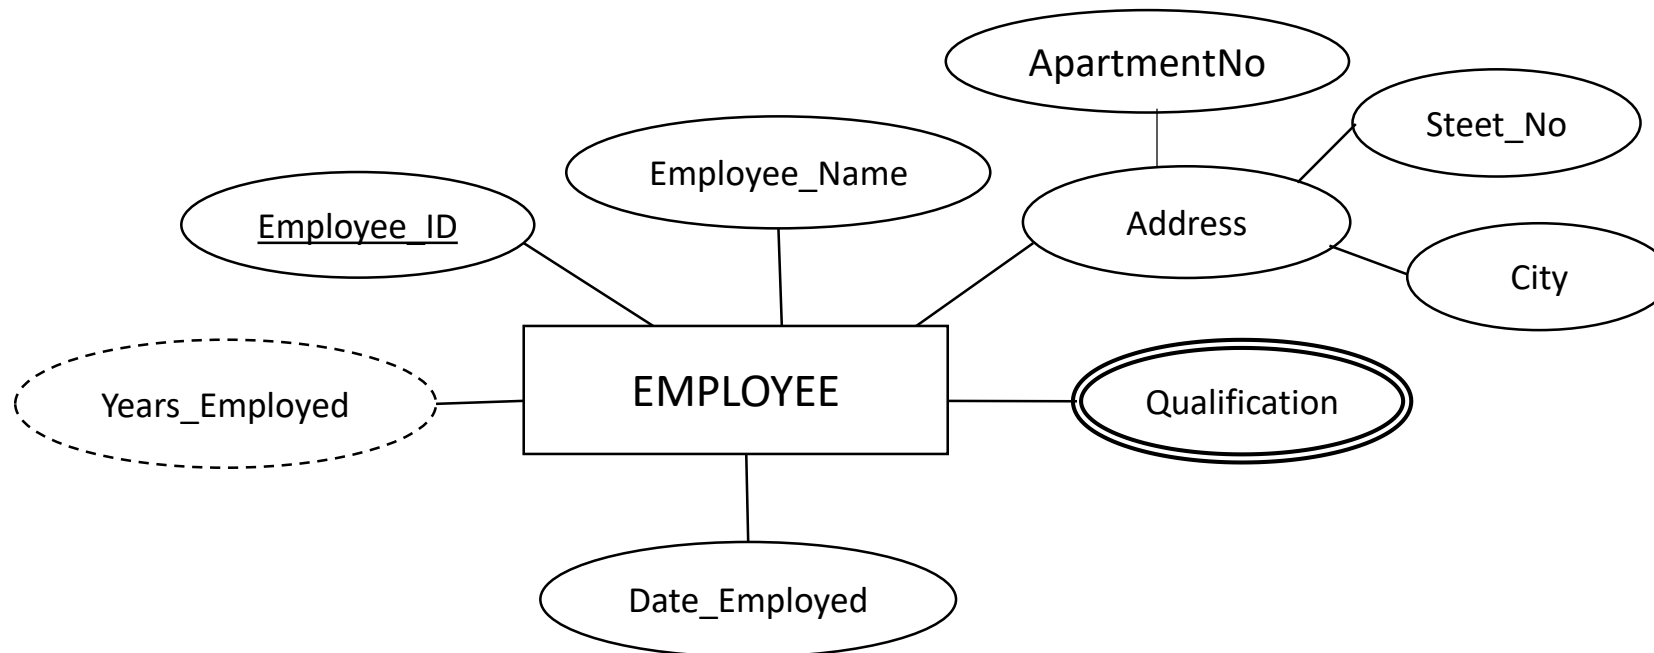 ApartmentNo
Steet_No
Employee_Name
Employee_ID
Address
City
Years_Employed
EMPLOYEE
Qualification
Date_Employed